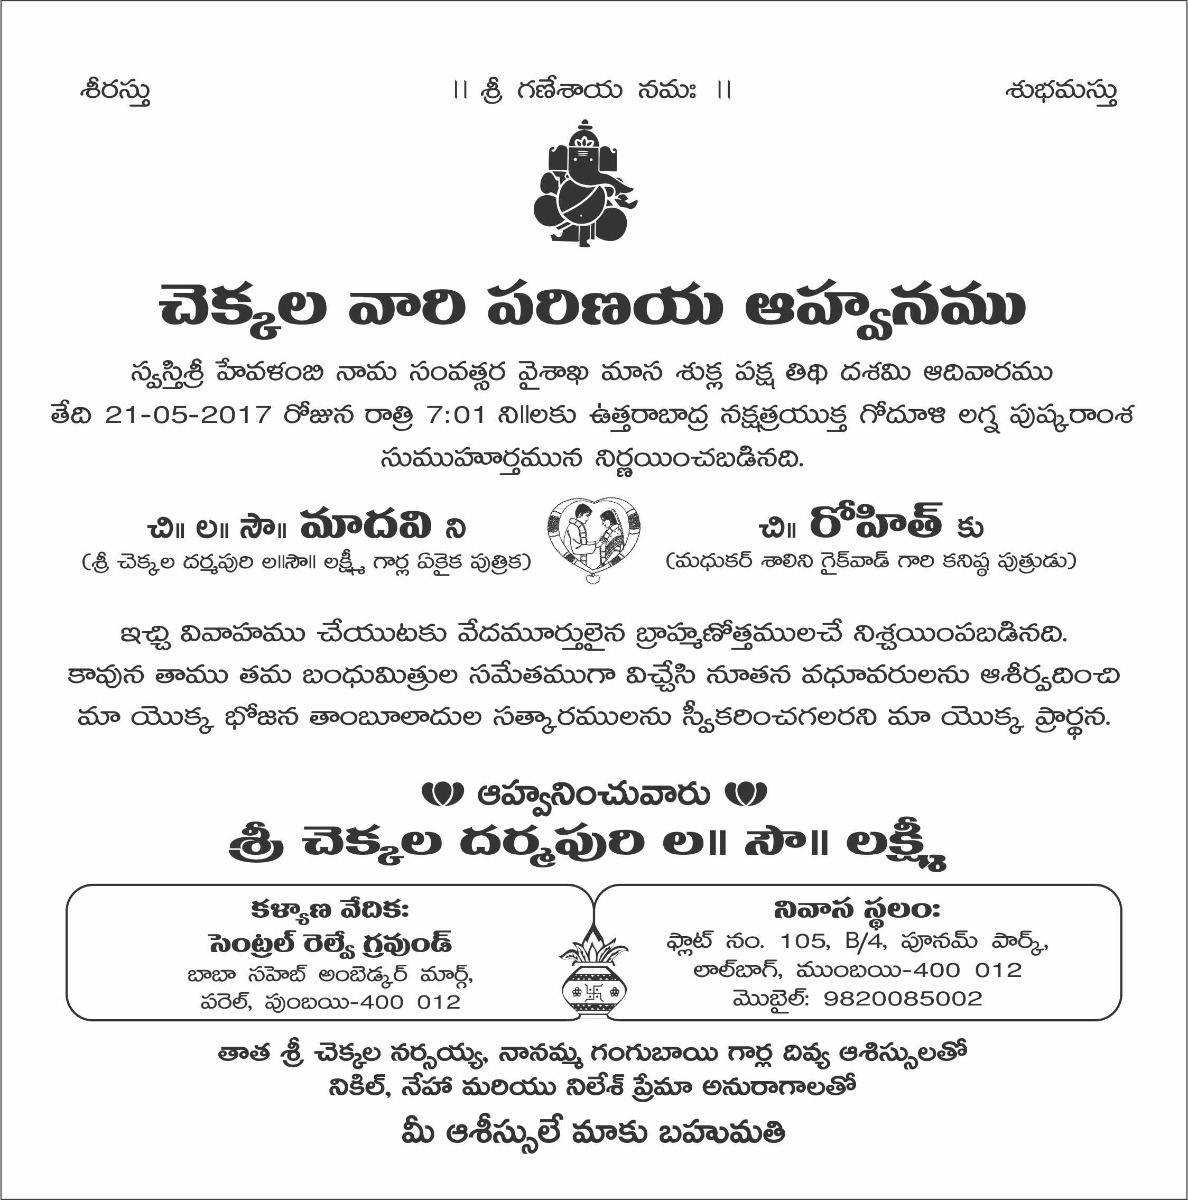 శీరస్తు || శ్రీ గణేశాయ నమః || శుభమస్తు
చెక్కల వారి పరిణయ ఆహ్వానము
స్వస్తిశ్రీ హేవళంబి నామ సంవత్సర వైశాఖ మాస శుక్ల పక్ష తిథి దశమి ఆదివారము
తేది 21-05-2017 రోజున రాత్రి 7:01 ని॥లకు ఉత్తరాబాద్ర నక్షత్రయుక్త గోదూళి లగ్న పుష్కరాంశ
సుముహూర్తమున నిర్ణయించబడినది.
చి॥ ల॥ సౌ॥ మాదవి ని
(శ్రీ చెక్కల దర్మపురి ల॥సౌ॥ లక్ష్మీ గార్ల ఏకైక పుత్రిక)
చి॥ రోహిత్ కు
(మధుకర్ శాలిని గైక్‌వాడ్ గారి కనిష్ఠ పుత్రుడు)
ఇచ్చి వివాహము చేయుటకు వేదమూర్తులైన బ్రాహ్మణోత్తములచే నిశ్చయింపబడినది.
కావున తాము తమ బంధుమిత్రుల సమేతముగా విచ్చేసి నూతన వధూవరులను ఆశీర్వదించి
మా యొక్క భోజన తాంబూలాదుల సత్కారములను స్వీకరించగలరని మా యొక్క ప్రార్థన.
ఆహ్వనించువారు
శ్రీ చెక్కల దర్మపురి ల॥ సౌ॥ లక్ష్మీ
కళ్యాణ వేదిక:
సెంట్రల్ రెల్వే గ్రవుండ్
బాబా సహెబ్ అంబెడ్కర్ మార్గ్,
పరెల్, పుంబయి-400 012
నివాస స్థలం:
ఫ్లాట్ నం. 105, B/4, పూనమ్ పార్క్,
లాల్‌బాగ్, ముంబయి-400 012
మొబైల్: 9820085002
తాత శ్రీ చెక్కల నర్సయ్య, నానమ్మ గంగుబాయి గార్ల దివ్య ఆశిస్సులతో
నికిల్, నేహా మరియు నిలేశ్ ప్రేమా అనురాగాలతో
మీ ఆశీస్సులే మాకు బహుమతి